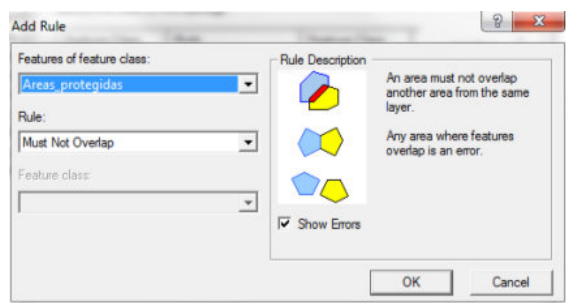 Add Rule
Features of feature class:
Areas_protegidas
Rule:
Must Not Overlap
Feature class:
Rule Description
An area must not overlap
another area from the same
layer.
Any area where features
overlap is an error.
Show Errors
OK
Cancel